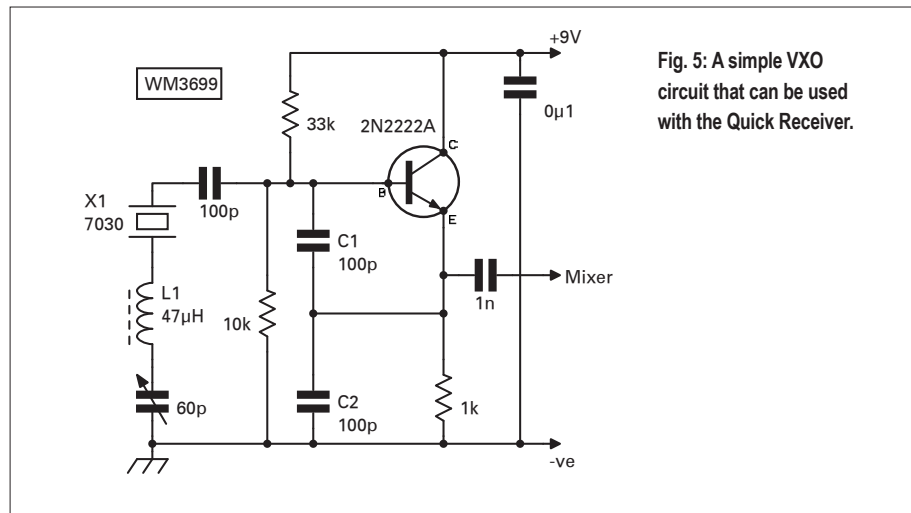 +9V
WM3699
Fig. 5: A simple VXO
circuit that can be used
with the Quick Receiver.
33k
2N2222A
0µ1
C
B
E
X1
7030
100p
C1
100p
L1
47µH
10k
1n
Mixer
60p
C2
100p
1k
-ve